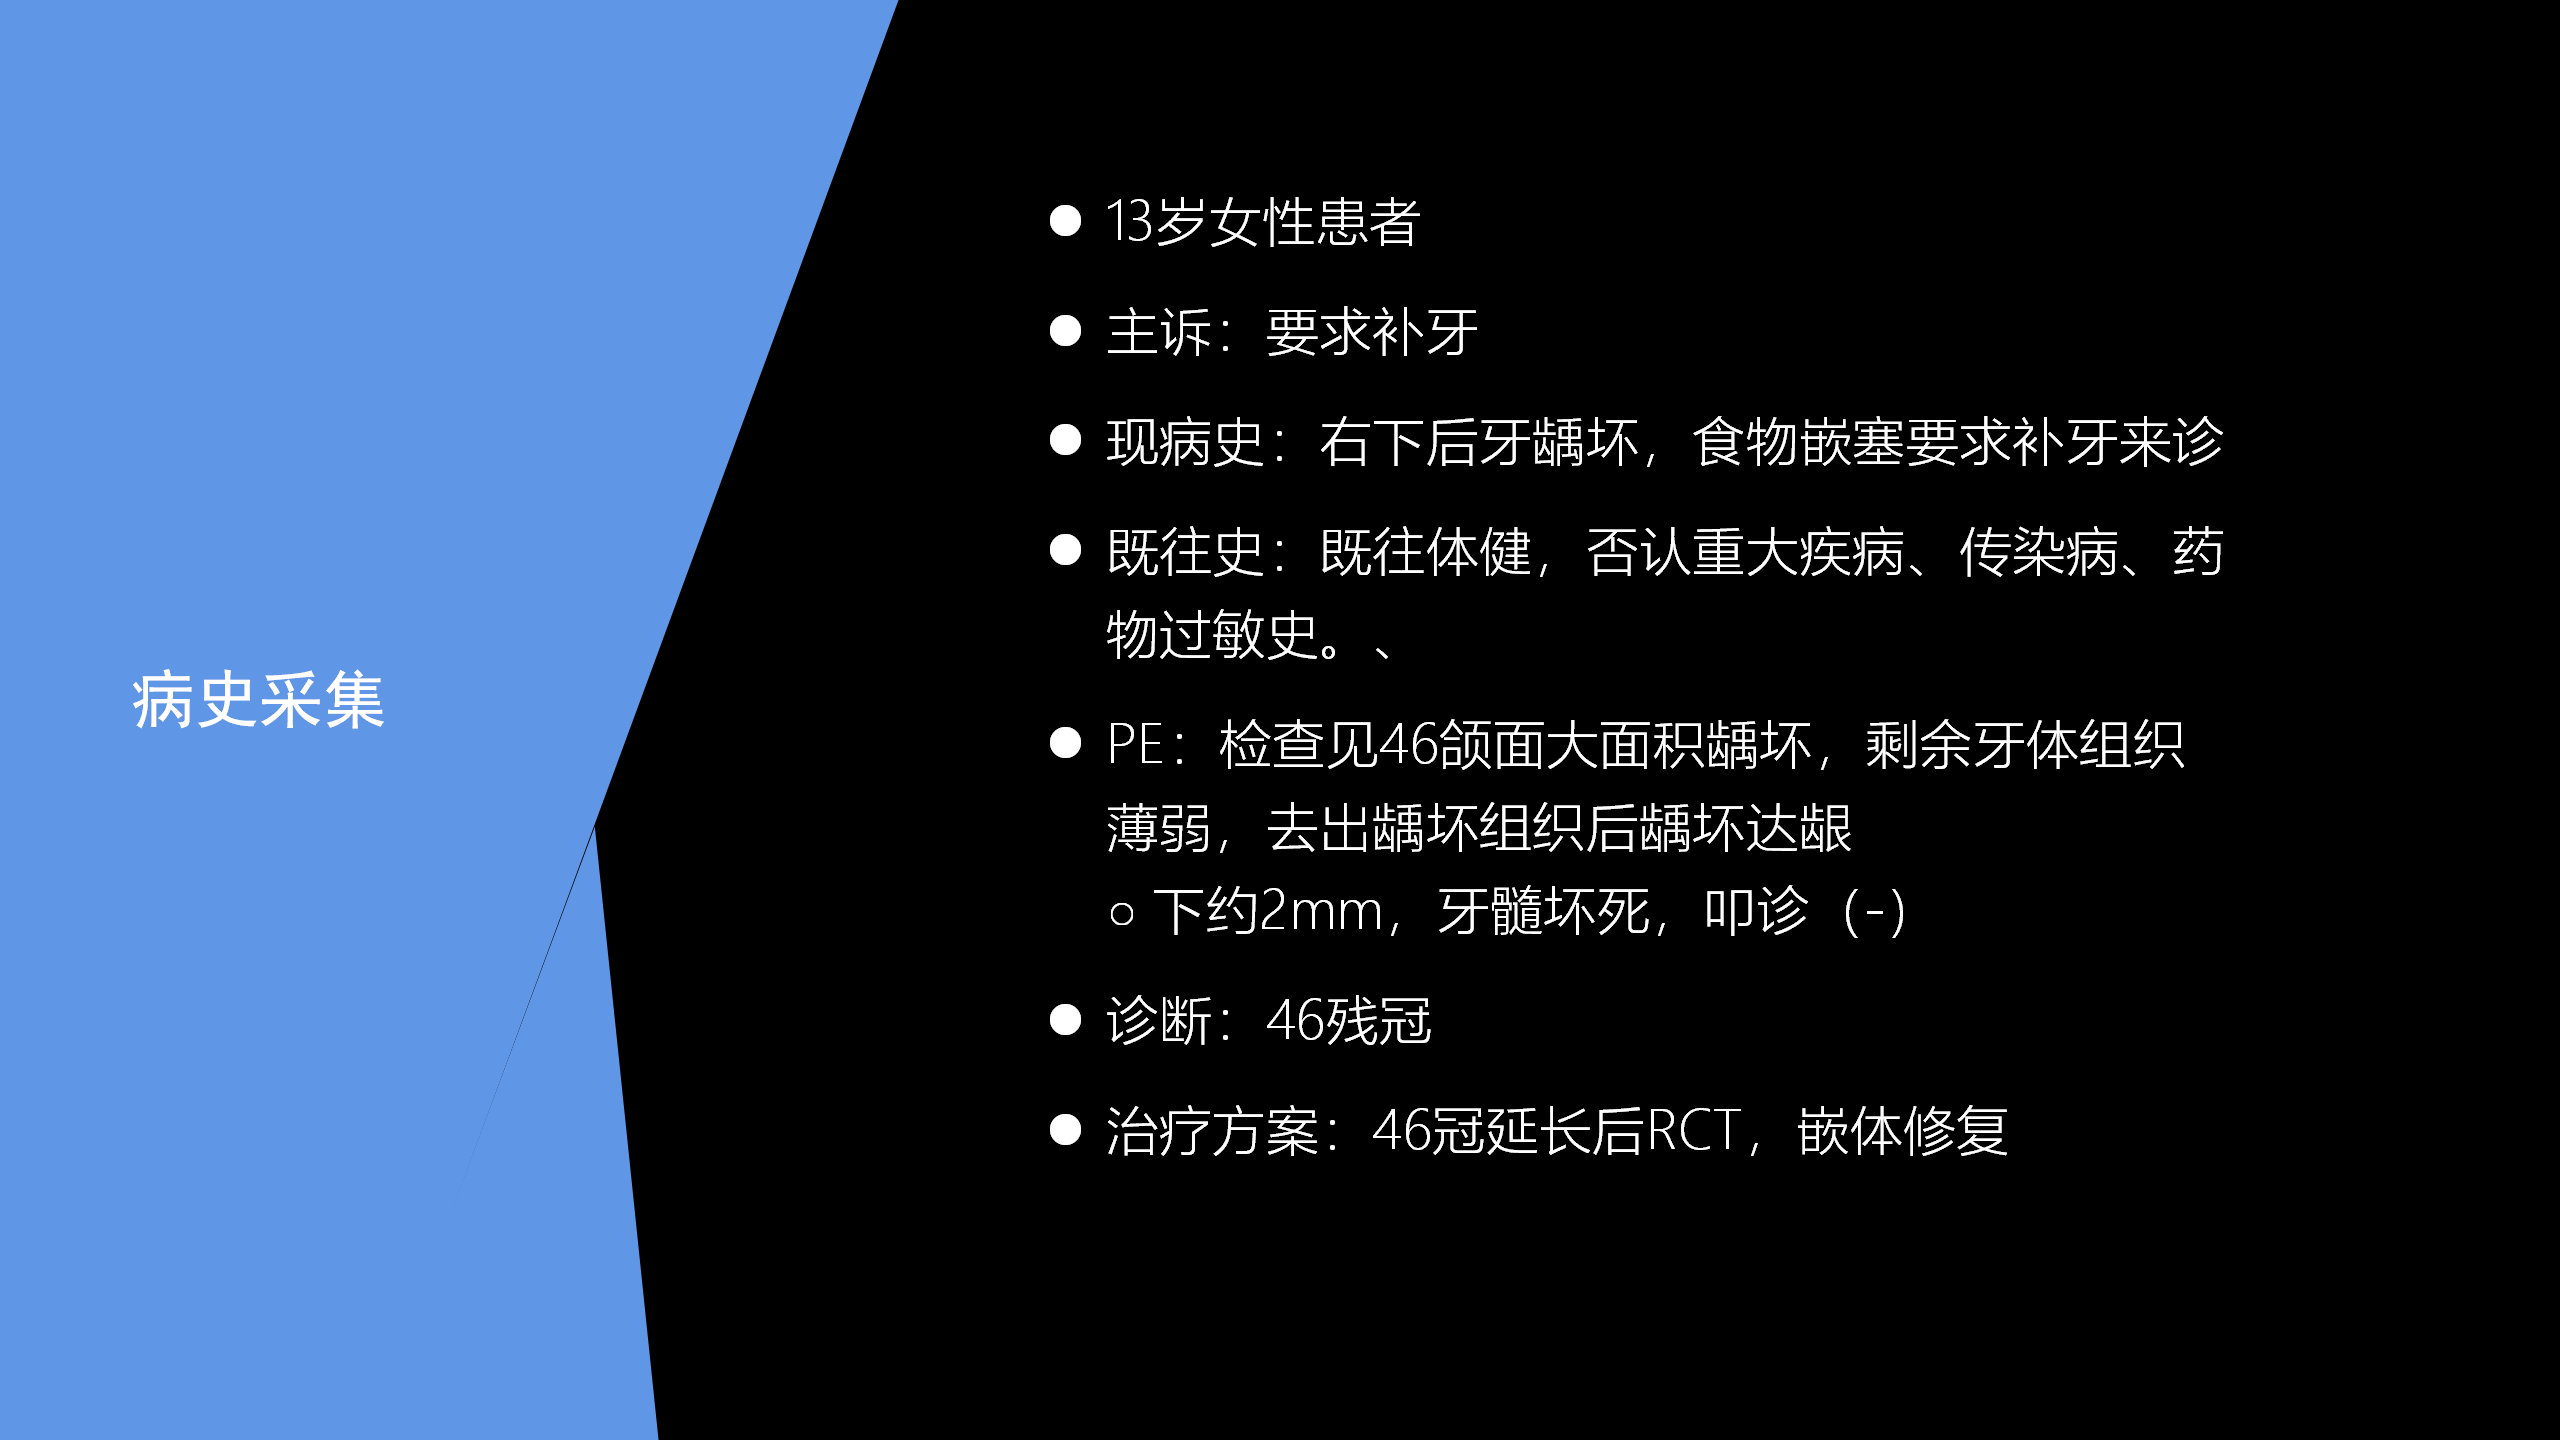 病史采集
● 13岁女性患者
● 主诉：要求补牙
● 现病史：右下后牙龋坏，食物嵌塞要求补牙来诊
● 既往史：既往体健，否认重大疾病、传染病、药
物过敏史。、
● PE：检查见46颌面大面积龋坏，剩余牙体组织
薄弱，去出龋坏组织后龋坏达龈
○ 下约2mm，牙髓坏死，叩诊（-）
● 诊断：46残冠
● 治疗方案：46冠延长后RCT，嵌体修复